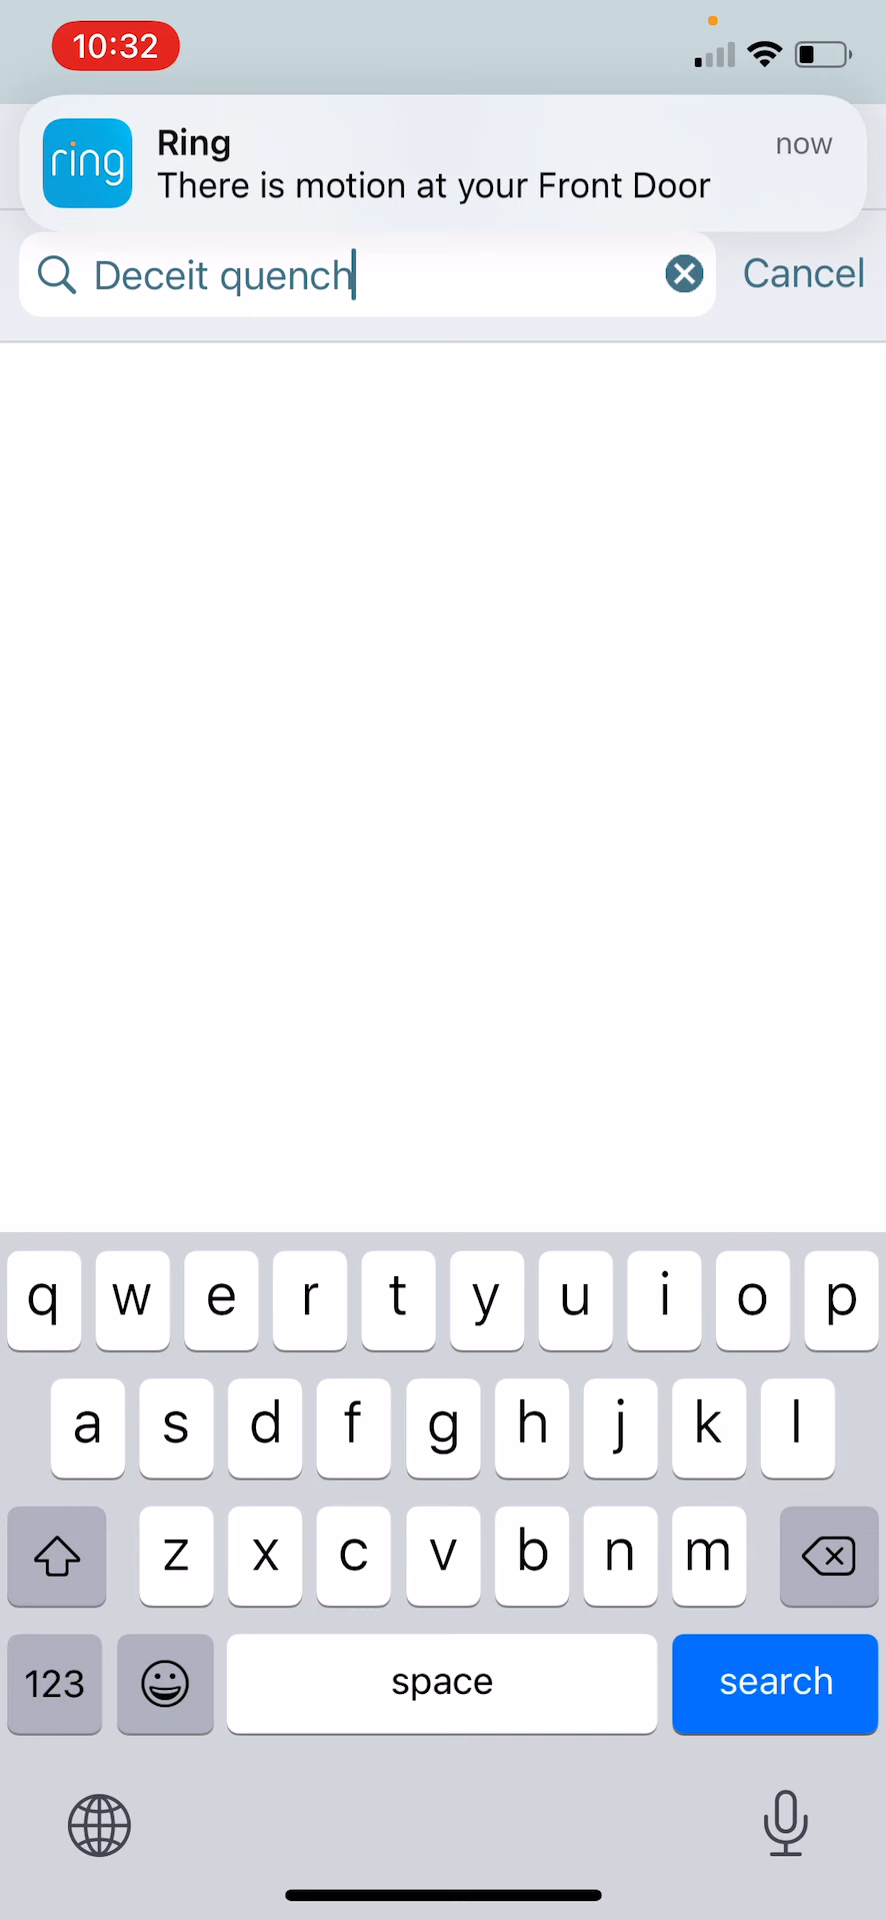 10:32
ring
Ring
now
There is motion at your Front Door
Deceit quench
Cancel
q w e r t y u i o p
a s d f g h j k l
z x c v b n m
123
space
search